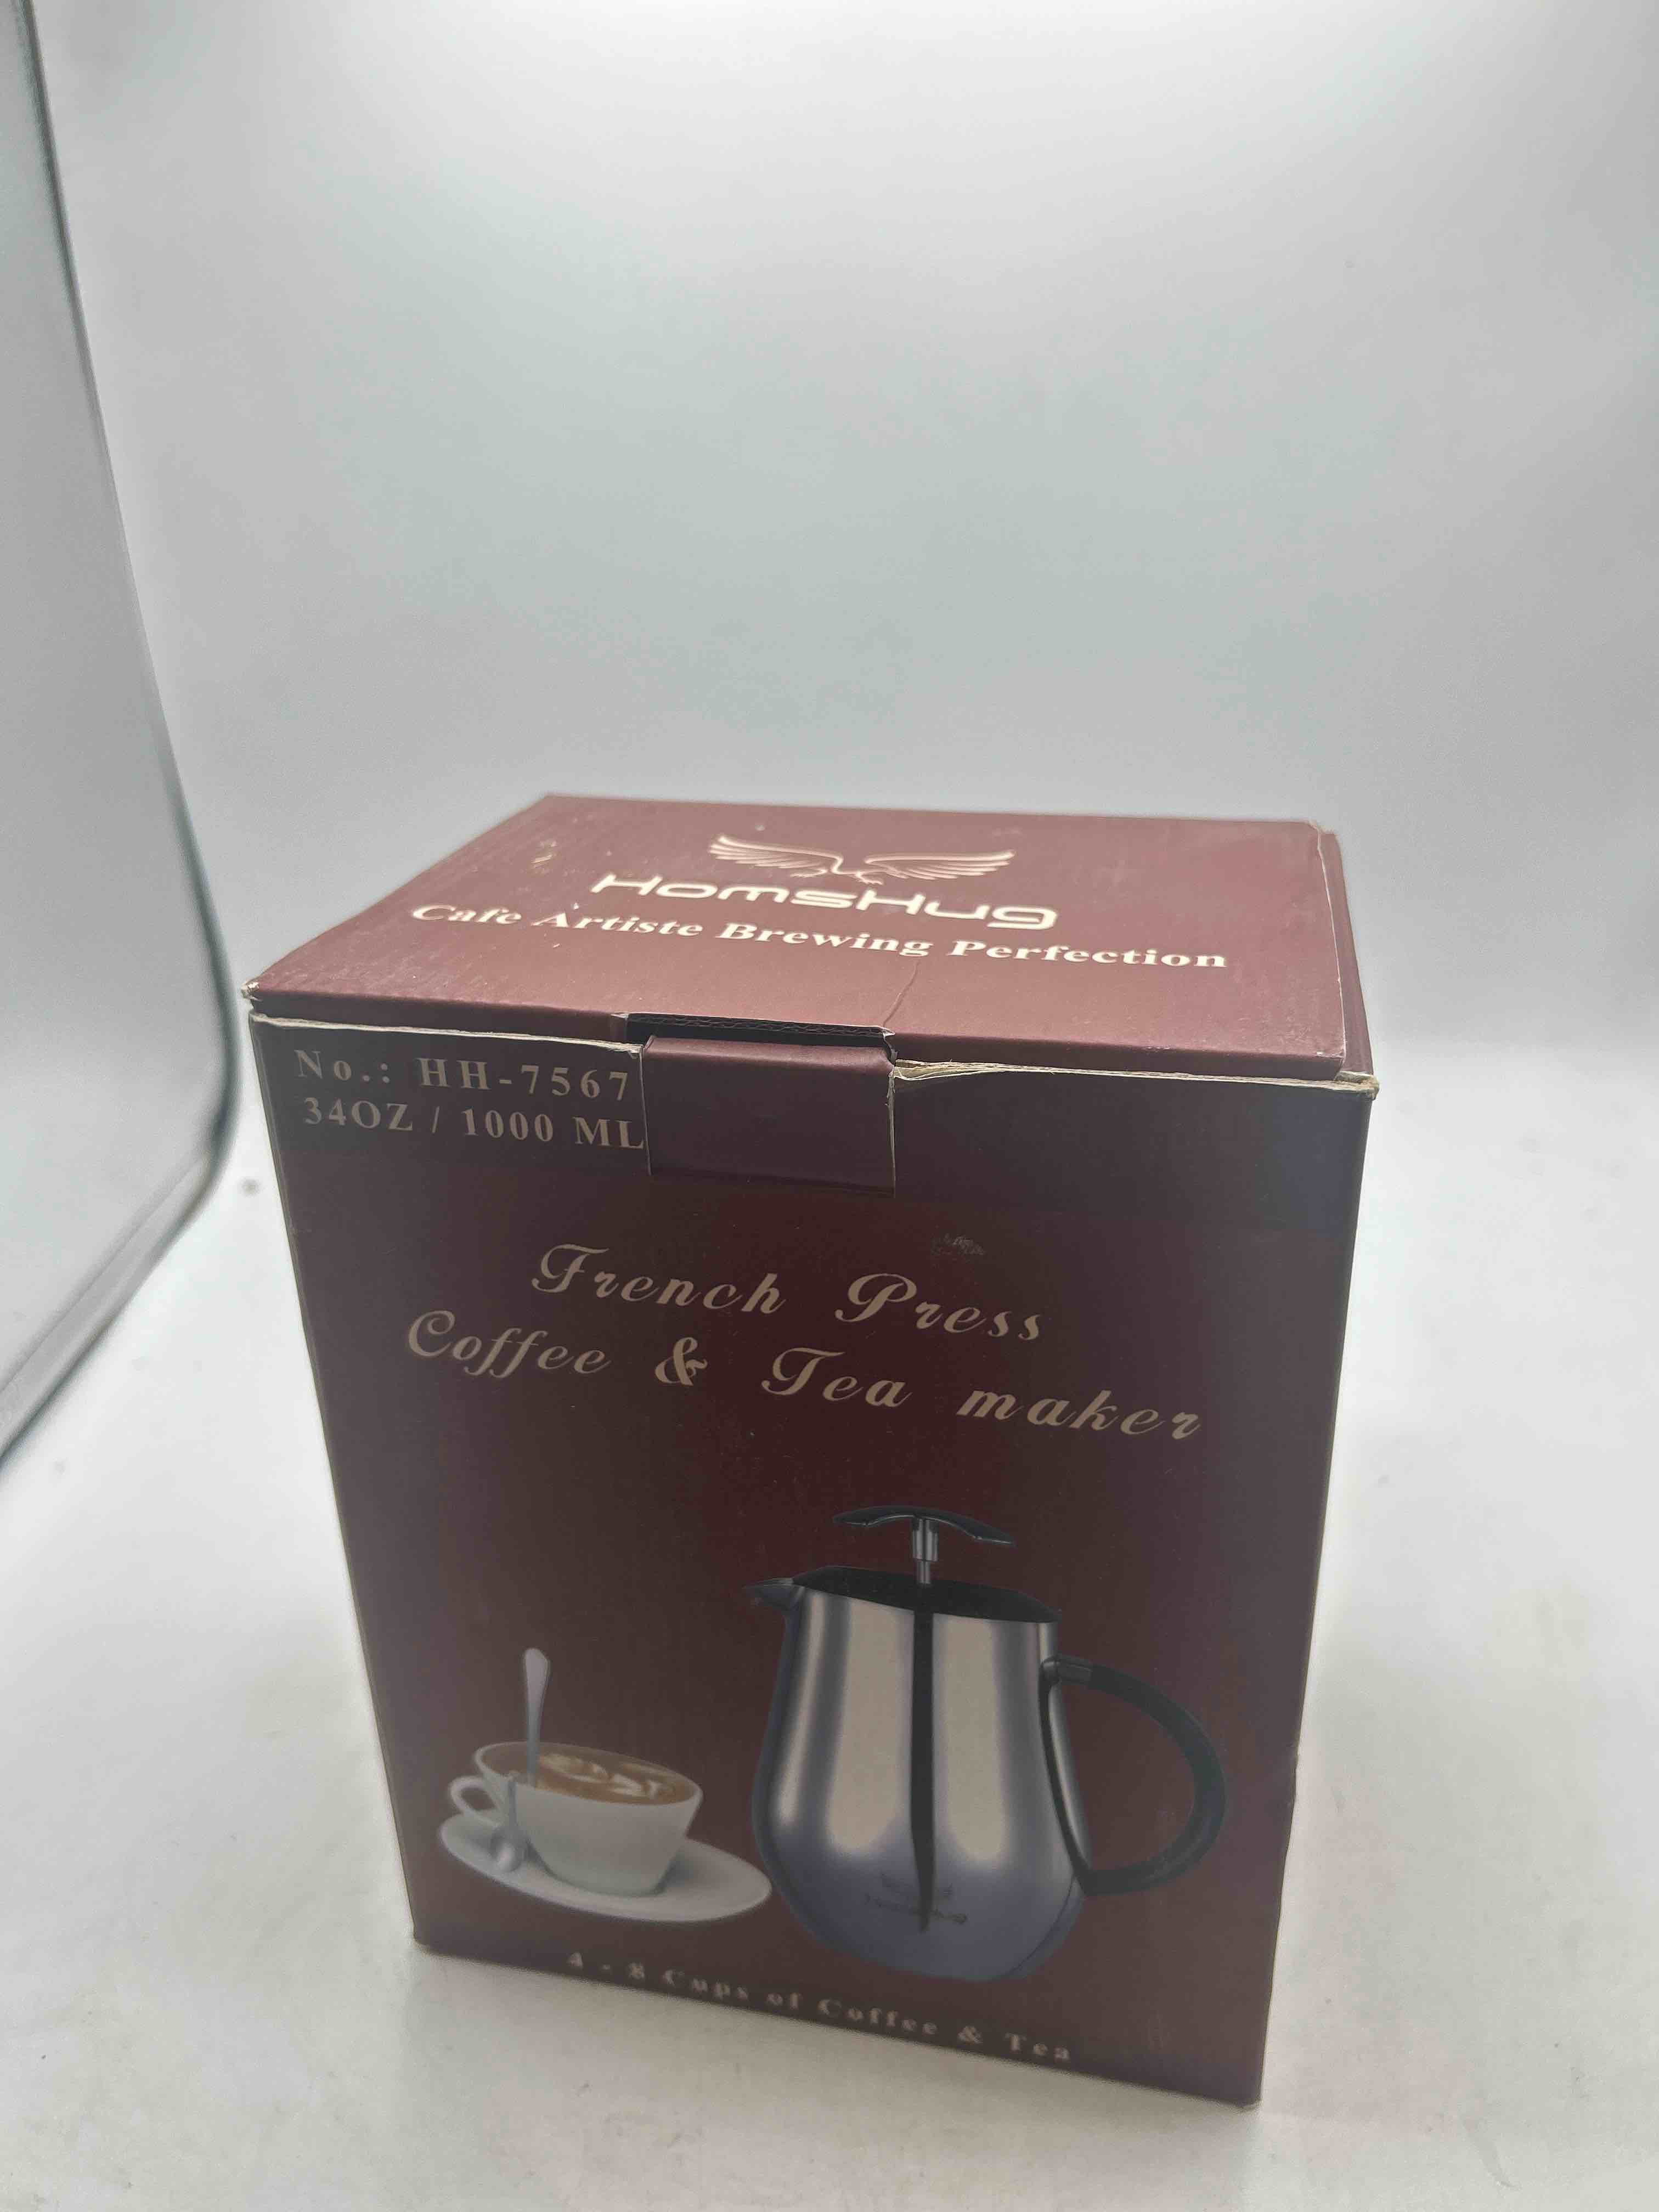 HomsHug
Cafe Artiste Brewing Perfection
No.: HH-7567
34OZ / 1000 ML
French Press
Coffee & Tea maker
4 - 8 Cups of Coffee & Tea